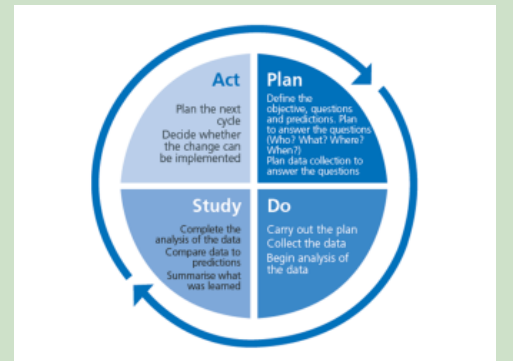 Act
Plan the next
cycle
Decide whether
the change can
be implemented
Plan
Define the
objective, questions
and predictions. Plan
to answer the questions
(Who? What? Where?
When?)
Plan data collection to
answer the questions
Study
Complete the
analysis of the data
Compare data to
predictions
Summarise what
was learned
Do
Carry out the plan
Collect the data
Begin analysis of
the data